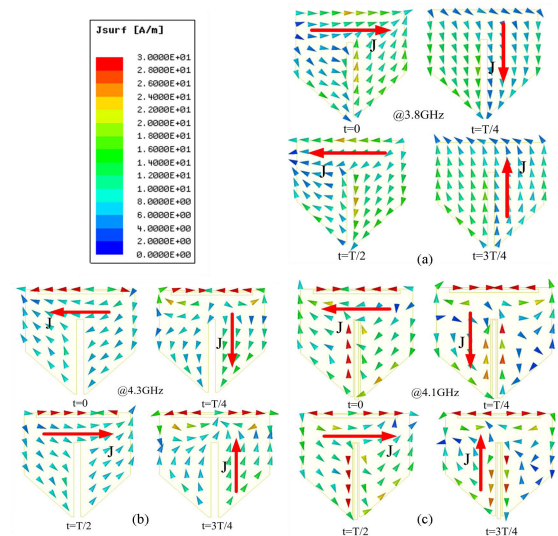 Jsurf [A/m]
3.0000E+01
2.8000E+01
2.6000E+01
2.4000E+01
2.2000E+01
2.0000E+01
1.8000E+01
1.6000E+01
1.4000E+01
1.2000E+01
1.0000E+01
8.0000E+00
6.0000E+00
4.0000E+00
2.0000E+00
0.0000E+00
J
J
t=0
@3.8GHz
t=T/4
J
J
t=T/2
(a)
t=3T/4
J
J
t=0
@4.3GHz
t=T/4
J
J
t=T/2
(b)
t=3T/4
J
J
t=0
@4.1GHz
t=T/4
J
J
t=T/2
(c)
t=3T/4